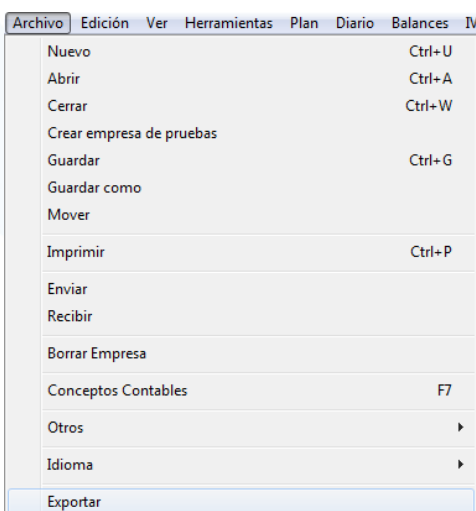 Archivo Edición Ver Herramientas Plan Diario Balances
Nuevo Ctrl+U
Abrir Ctrl+A
Cerrar Ctrl+W
Crear empresa de pruebas
Guardar Ctrl+G
Guardar como
Mover
Imprimir Ctrl+P
Enviar
Recibir
Borrar Empresa
Conceptos Contables F7
Otros
Idioma
Exportar